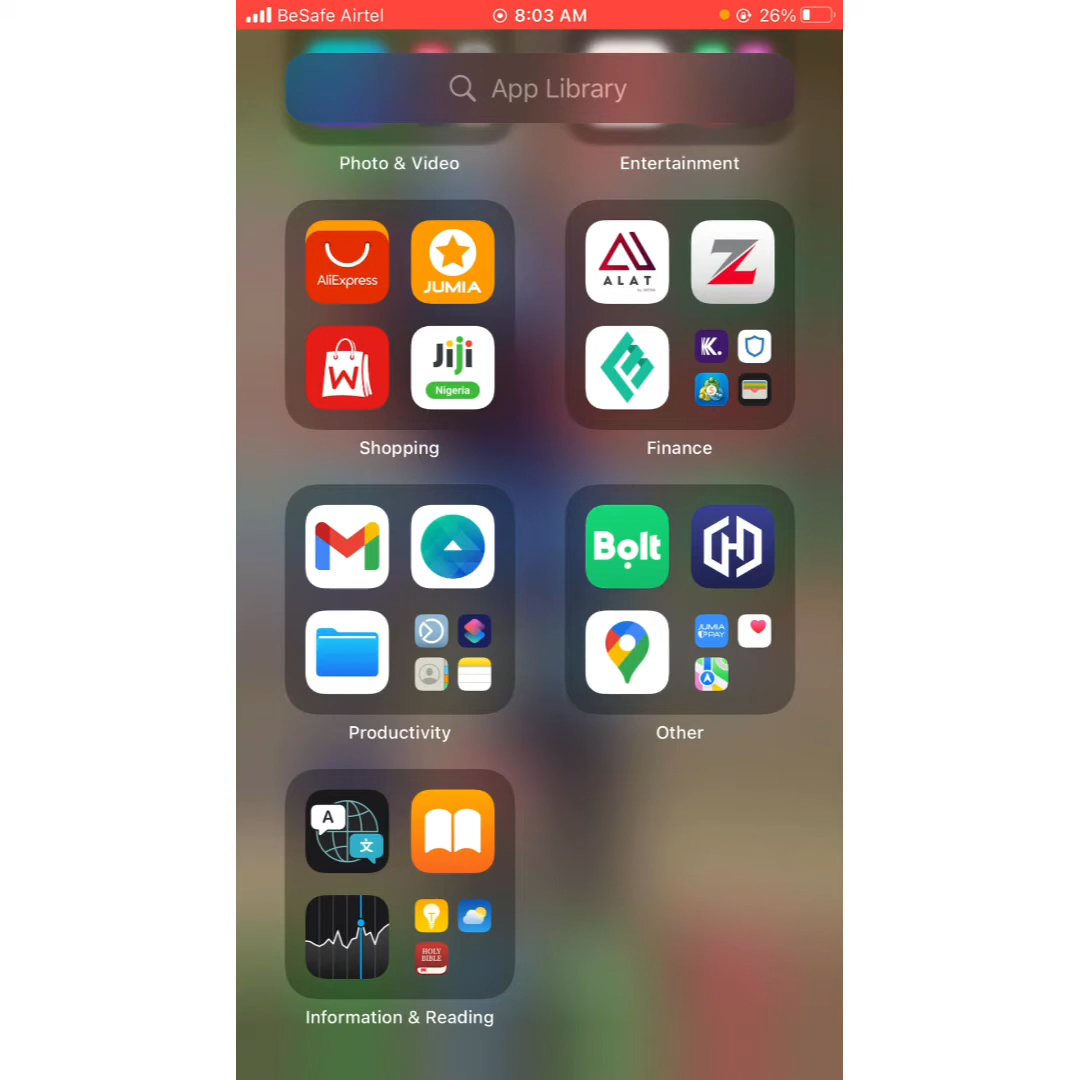 BeSafe Airtel
8:03 AM
26%
App Library
Photo & Video
Entertainment
AliExpress
JUMIA
ALAT
Z
W
Jiji
Nigeria
K.
Shopping
Finance
Bolt
JUMIA
PAY
Productivity
Other
A
文
HOLY
BIBLE
Information & Reading